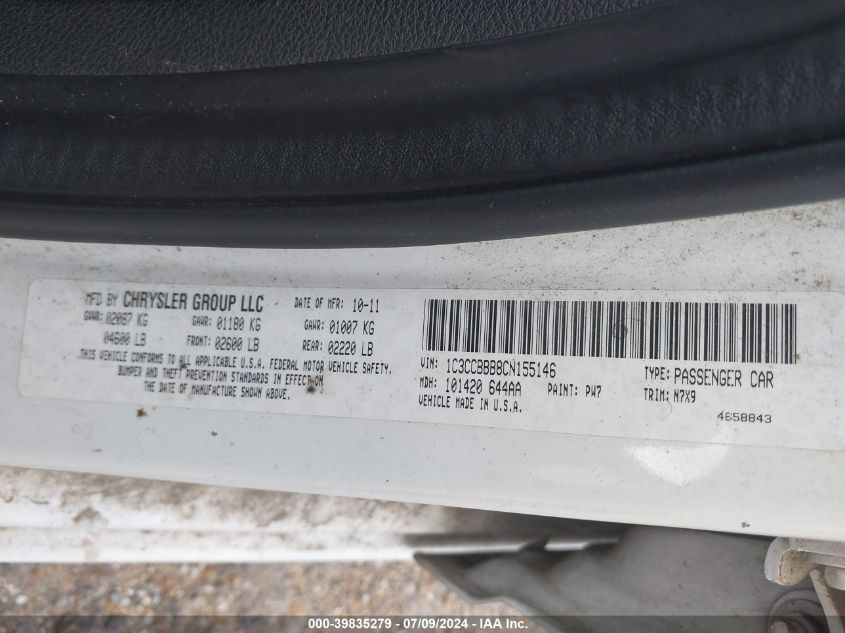 MFD BY CHRYSLER GROUP LLC DATE OF MFR: 10-11
GVWR: 02087 KG GAWR: 01180 KG GAWR: 01007 KG
04600 LB FRONT: 02600 LB REAR: 02220 LB
THIS VEHICLE CONFORMS TO ALL APPLICABLE U.S.A. FEDERAL MOTOR VEHICLE SAFETY,
BUMPER AND THEFT PREVENTION STANDARDS IN EFFECT ON
THE DATE OF MANUFACTURE SHOWN ABOVE.
VIN: 1C3CCBBB8CN155146 TYPE: PASSENGER CAR
MDH: 101420 644AA PAINT: PW7 TRIM: N7X9
VEHICLE MADE IN U.S.A. 4658843
000-39835279 - 07/09/2024 - IAA Inc.